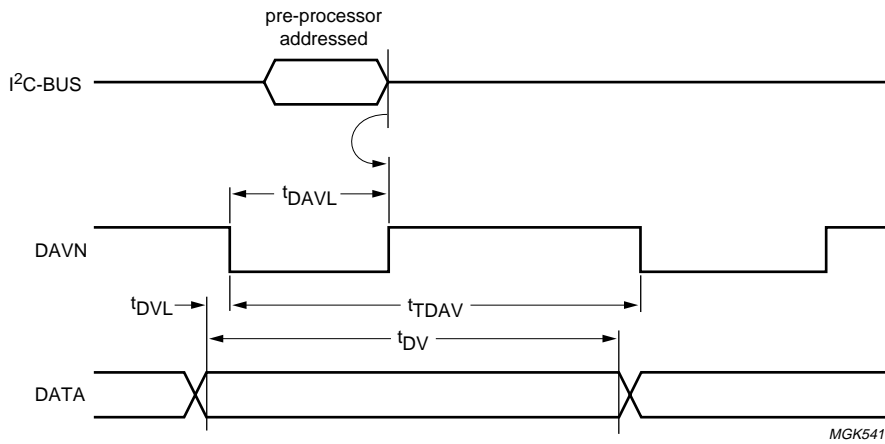 pre-processor
addressed
I²C-BUS
tDAVL
DAVN
tDVL
tTDAV
tDV
DATA
MGK541